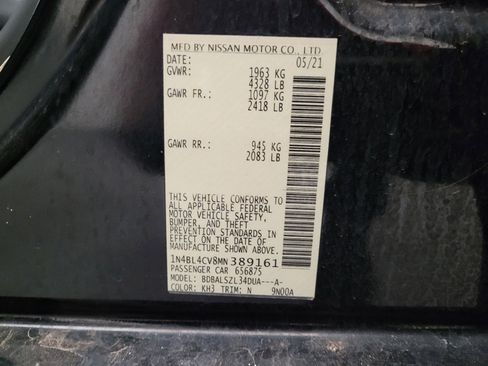 MFD BY NISSAN MOTOR CO., LTD
DATE: 05/21
GVWR: 1963 KG
4328 LB
GAWR FR.: 1097 KG
2418 LB
GAWR RR.: 945 KG
2083 LB
THIS VEHICLE CONFORMS TO
ALL APPLICABLE FEDERAL
MOTOR VEHICLE SAFETY,
BUMPER, AND THEFT
PREVENTION STANDARDS IN
EFFECT ON THE DATE OF
MANUFACTURE SHOWN ABOVE.
1N4BL4CV8MN389161
PASSENGER CAR 656875
MODEL: BDBALSZL34DUA---A-
COLOR: KH3 TRIM: N 9N00A